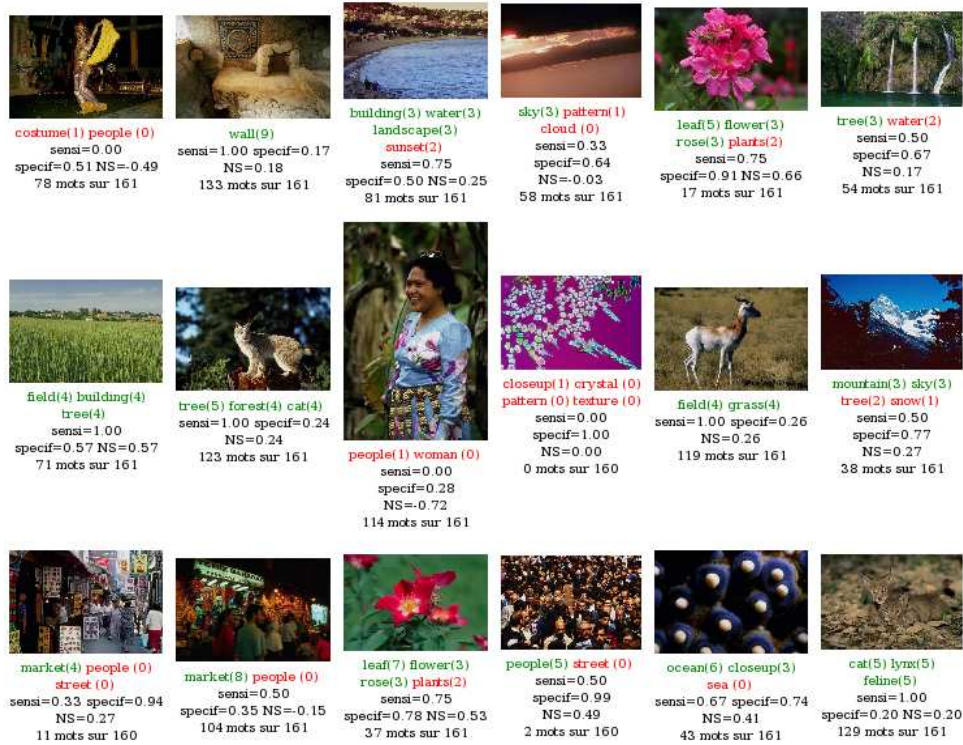 costume(1) people (0)
sensi=0.00
specif=0.51 NS=-0.49
78 mots sur 161
wall(9)
sensi=1.00 specif=0.17
NS=0.18
133 mots sur 161
building(3) water(3)
landscape(3)
sunset(2)
sensi=0.75
specif=0.50 NS=0.25
81 mots sur 161
sky(3) pattern(1)
cloud (0)
sensi=0.33
specif=0.64
NS=-0.03
58 mots sur 161
leaf(5) flower(3)
rose(3) plants(2)
sensi=0.75
specif=0.91 NS=0.66
17 mots sur 161
tree(3) water(2)
sensi=0.50
specif=0.67
NS=0.17
54 mots sur 161
field(4) building(4)
tree(4)
sensi=1.00
specif=0.57 NS=0.57
71 mots sur 161
tree(5) forest(4) cat(4)
sensi=1.00 specif=0.24
NS=0.24
123 mots sur 161
people(1) woman (0)
sensi=0.00
specif=0.28
NS=-0.72
114 mots sur 161
closeup(1) crystal (0)
pattern (0) texture (0)
sensi=0.00
specif=1.00
NS=0.00
0 mots sur 160
field(4) grass(4)
sensi=1.00 specif=0.26
NS=0.26
119 mots sur 161
mountain(3) sky(3)
tree(2) snow(1)
sensi=0.50
specif=0.77
NS=0.27
38 mots sur 161
market(4) people (0)
street (0)
sensi=0.33 specif=0.94
NS=0.27
11 mots sur 160
market(8) people (0)
sensi=0.50
specif=0.35 NS=-0.15
104 mots sur 161
leaf(7) flower(3)
rose(3) plants(2)
sensi=0.75
specif=0.78 NS=0.53
37 mots sur 161
people(5) street (0)
sensi=0.50
specif=0.99
NS=0.49
2 mots sur 160
ocean(6) closeup(3)
sea (0)
sensi=0.67 specif=0.74
NS=0.41
43 mots sur 161
cat(5) lynx(5)
feline(5)
sensi=1.00
specif=0.20 NS=0.20
129 mots sur 161